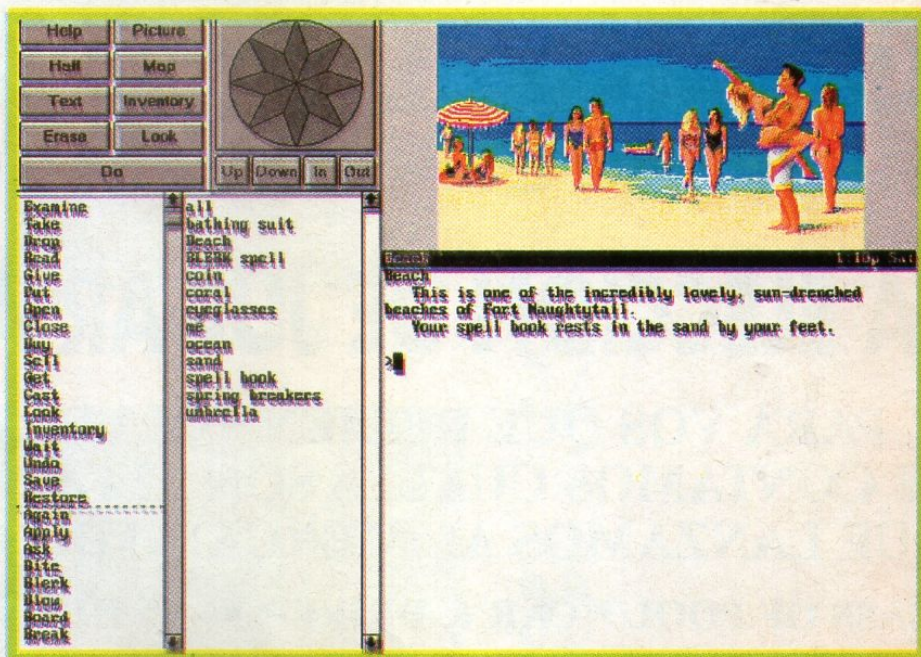 Help Picture
Half Map
Text Inventory
Erase Look
Do
Up Down In Out
Examine
Take
Drop
Read
Give
Put
Open
Close
Buy
Sell
Get
Cast
Look
Inventory
Wait
Undo
Save
Restore
Again
Apply
Ask
Bite
Blerk
Blow
Board
Break
all
bathing suit
Beach
BLERK spell
coin
coral
eyeglasses
me
ocean
sand
spell book
spring breakers
umbrella
Beach 1:10p Sat
Beach
This is one of the incredibly lovely, sun-drenched
beaches of Fort Naughtytail.
Your spell book rests in the sand by your feet.
>